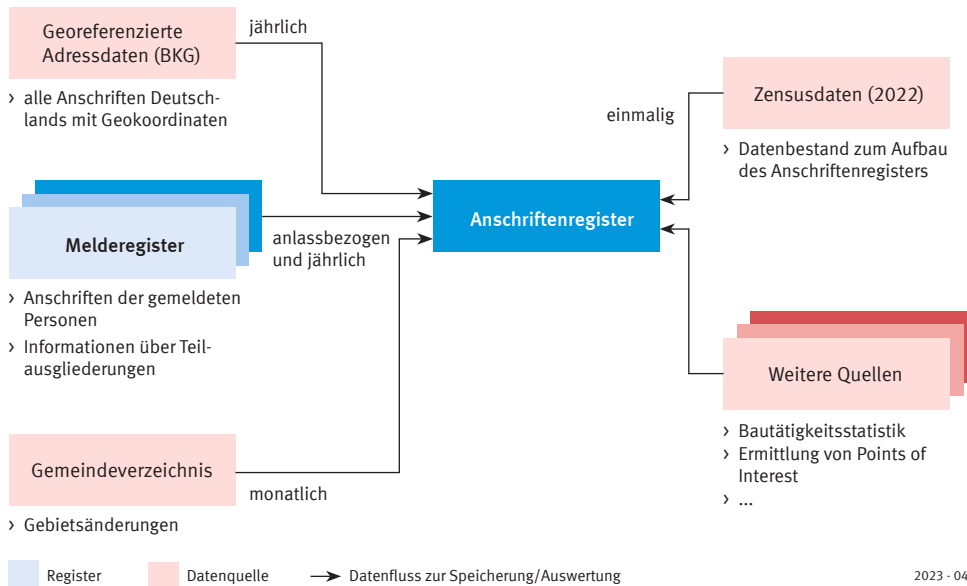 Georeferenzierte
Adressdaten (BKG)
jährlich
› alle Anschriften Deutsch-
lands mit Geokoordinaten
Melderegister
anlassbezogen
und jährlich
› Anschriften der gemeldeten
Personen
› Informationen über Teil-
ausgliederungen
Gemeindeverzeichnis
monatlich
› Gebietsänderungen
Anschriftenregister
einmalig
Zensusdaten (2022)
› Datenbestand zum Aufbau
des Anschriftenregisters
Weitere Quellen
› Bautätigkeitsstatistik
› Ermittlung von Points of
Interest
› ...
Register
Datenquelle
Datenfluss zur Speicherung/Auswertung
2023 - 04